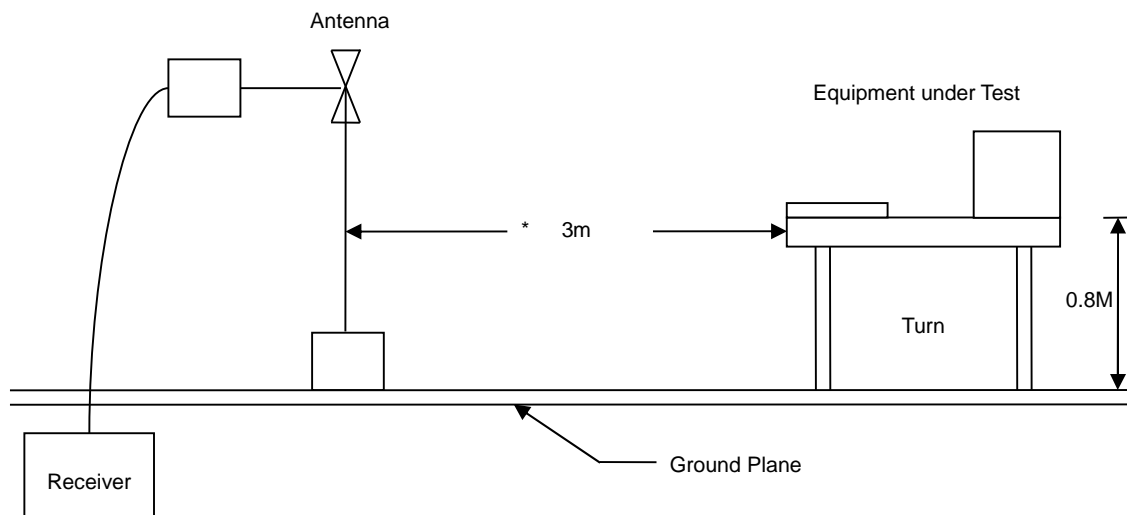 Antenna
Equipment under Test
* 3m
0.8M
Turn
Ground Plane
Receiver